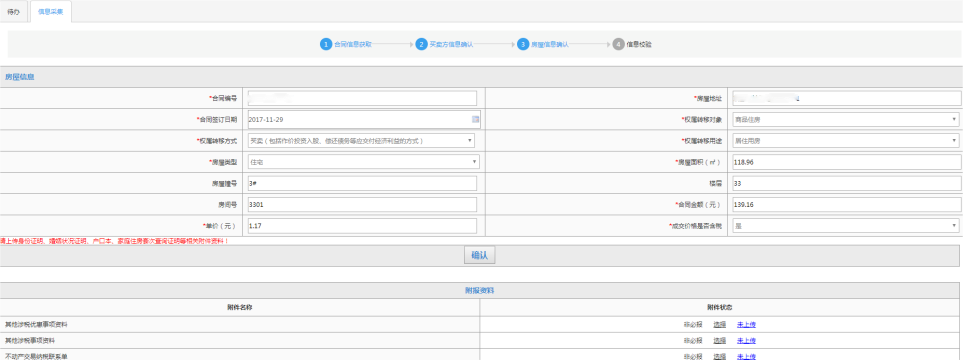 待办 信息采集
1 合同信息获取 2 买卖方信息确认 3 房屋信息确认 4 信息校验
房屋信息
*合同编号 *房屋地址
*合同签订日期 2017-11-29 *权属转移对象 商品住房
*权属转移方式 买卖（包括作价投资入股、偿还债务等应交付经济利益的方式） *权属转移用途 居住用房
*房屋类型 住宅 *房屋面积（㎡） 118.96
房屋幢号 3# 楼层 33
房间号 3301 *合同金额（元） 139.16
*单价（元） 1.17 *成交价格是否含税 是
请上传身份证明、婚姻状况证明、户口本、家庭住房套次查询证明等相关附件资料！
确认
附报资料
附件名称 附件状态
其他涉税优惠事项资料 非必报 选择 未上传
其他涉税事项资料 非必报 选择 未上传
不动产交易纳税联系单 非必报 选择 未上传